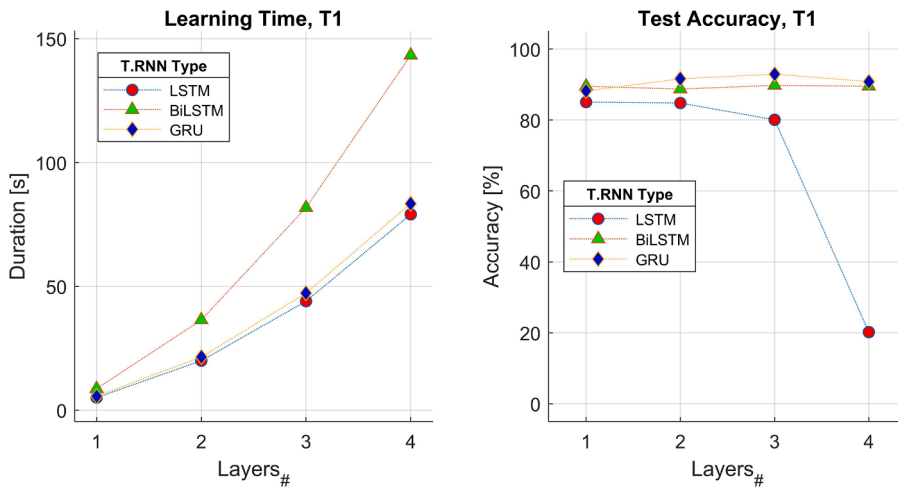 Learning Time, T1
150
100
50
0
Duration [s]
T.RNN Type
LSTM
BiLSTM
GRU
1 2 3 4
Layers#
Test Accuracy, T1
100
80
60
40
20
0
Accuracy [%]
T.RNN Type
LSTM
BiLSTM
GRU
1 2 3 4
Layers#